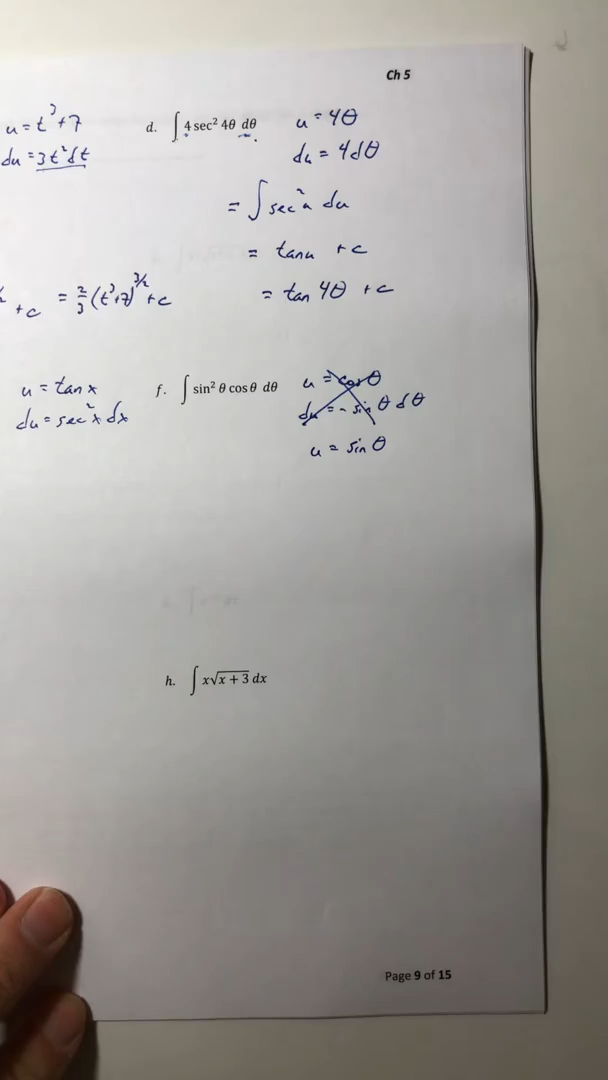 Ch 5
u = t³ + 7
du = 3t² dt
d. ∫ 4 sec² 4θ dθ
u = 4θ
du = 4 dθ
= ∫ sec² u du
= tan u + c
+ c = 2/3 (t³+7)^3/2 + c
= tan 4θ + c
u = tan x
du = sec² x dx
f. ∫ sin² θ cos θ dθ
u = cos θ
du = - sin θ dθ
u = sin θ
h. ∫ x√x + 3 dx
Page 9 of 15